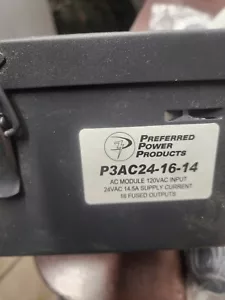 PREFERRED
POWER
PRODUCTS
P3AC24-16-14
AC MODULE 120VAC INPUT
24VAC 14.5A SUPPLY CURRENT
16 FUSED OUTPUTS